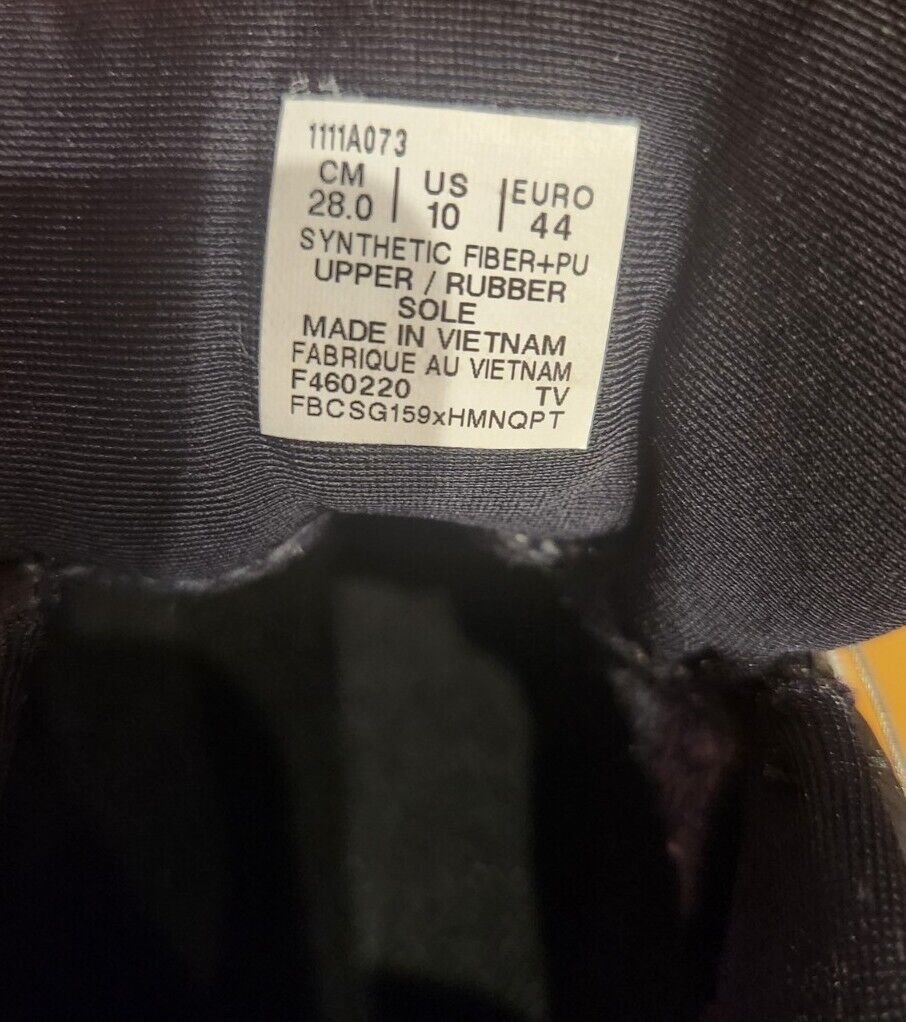 1111A073
CM | US | EURO
28.0 | 10 | 44
SYNTHETIC FIBER+PU
UPPER / RUBBER
SOLE
MADE IN VIETNAM
FABRIQUE AU VIETNAM
F460220 TV
FBCSG159xHMNQPT